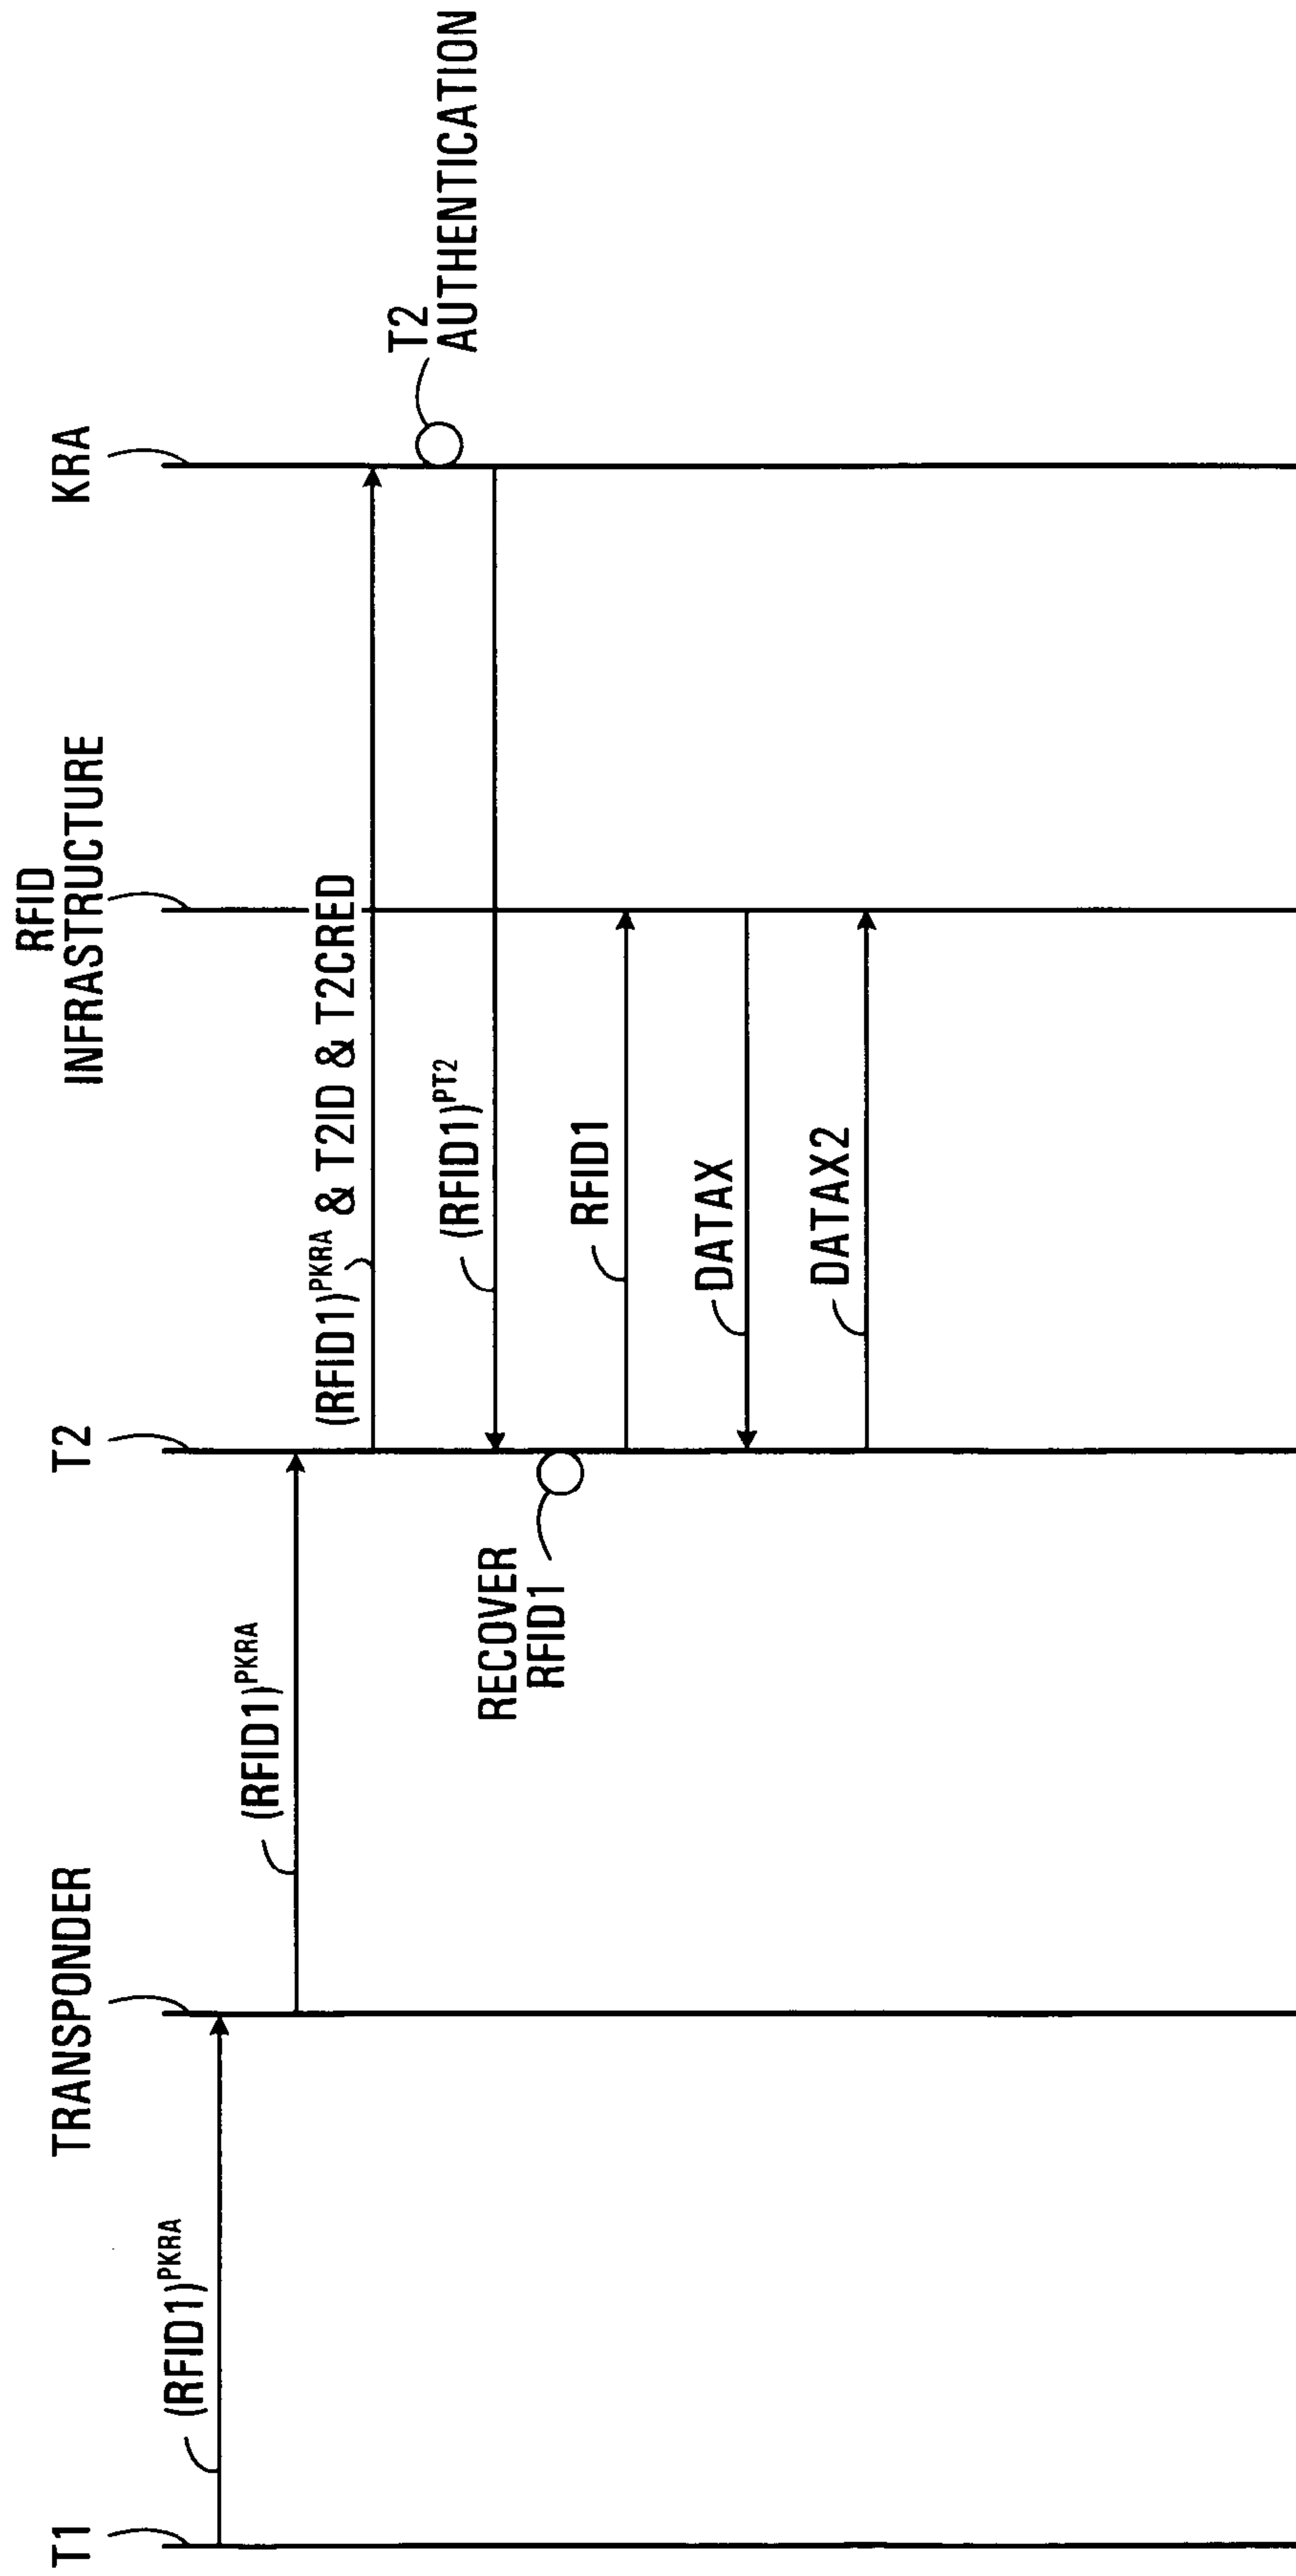 T1
TRANSPONDER
T2
RFID
INFRASTRUCTURE
KRA
(RFID1)^PKRA
(RFID1)^PKRA
(RFID1)^PKRA & T2ID & T2CRED
T2
AUTHENTICATION
(RFID1)^PT2
RECOVER
RFID1
RFID1
DATAX
DATAX2